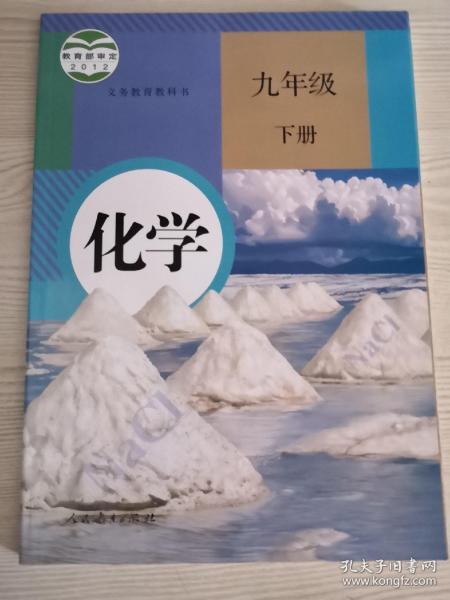 教育部审定
2012
义务教育教科书
九年级
下册
化学
NaCl
NaCl
人民教育出版社
孔夫子旧书网
www.kongfz.com